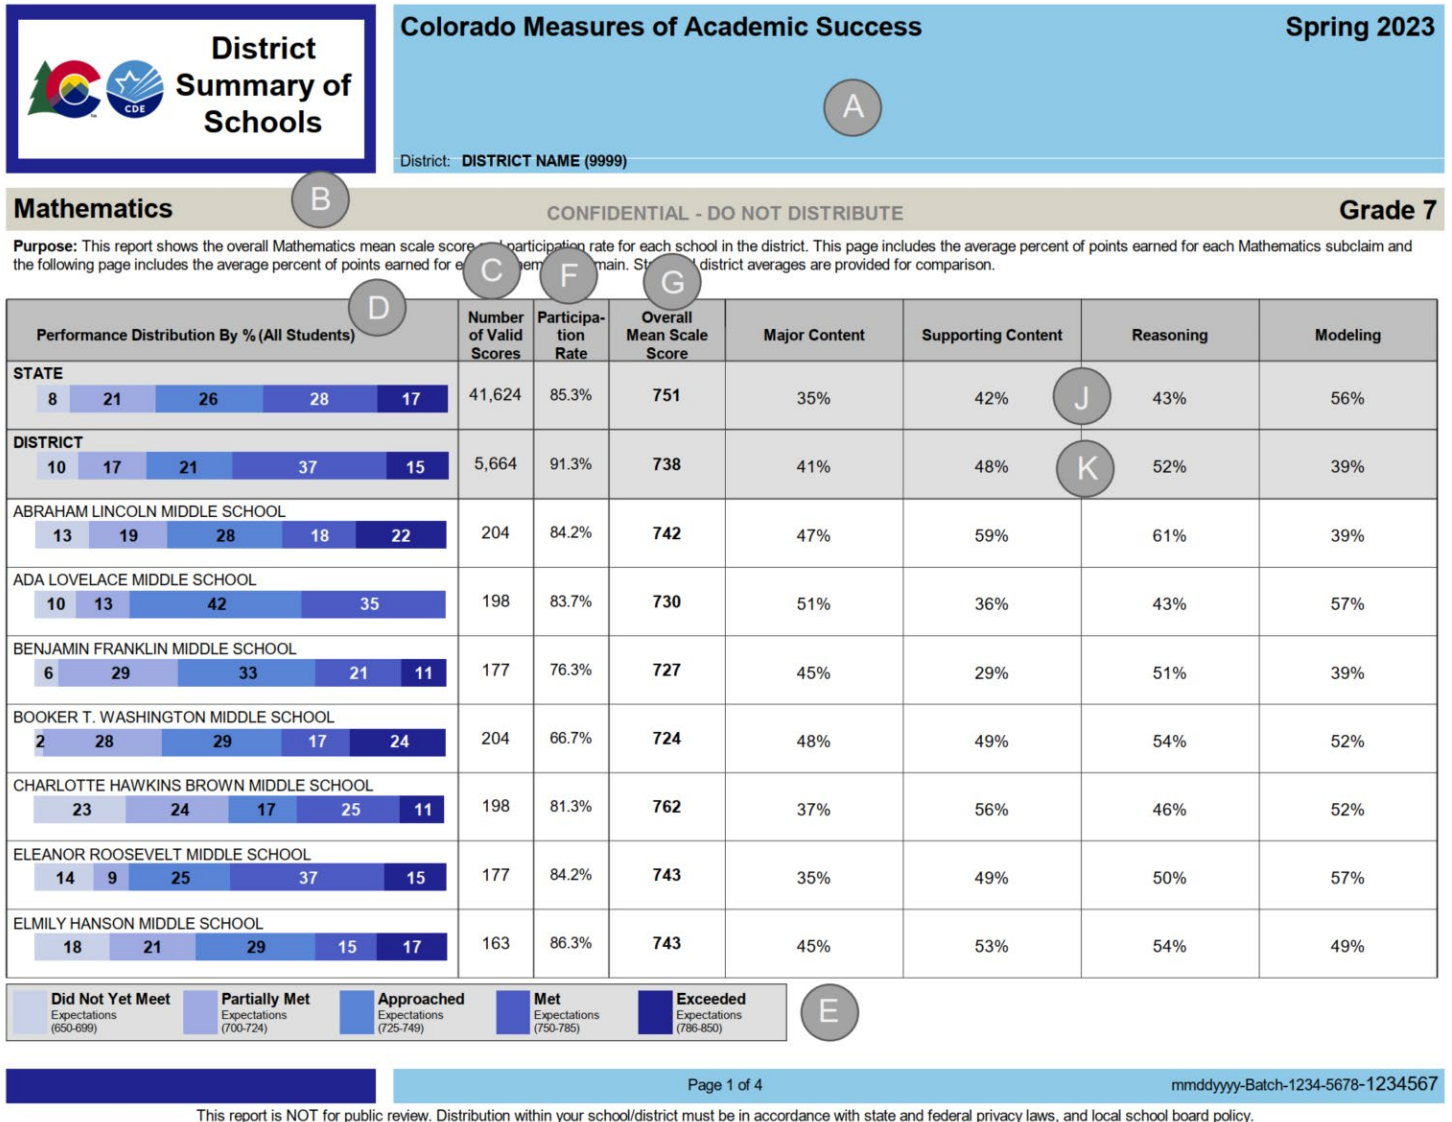 District
Summary of
Schools
CDE
Colorado Measures of Academic Success
Spring 2023
A
District: DISTRICT NAME (9999)
B
Mathematics
CONFIDENTIAL - DO NOT DISTRIBUTE
Grade 7
Purpose: This report shows the overall Mathematics mean scale score participation rate for each school in the district. This page includes the average percent of points earned for each Mathematics subclaim and
the following page includes the average percent of points earned for district averages are provided for comparison.
C
F
G
D
Performance Distribution By % (All Students)
Number
of Valid
Scores
Participa-
tion
Rate
Overall
Mean Scale
Score
Major Content
Supporting Content
Reasoning
Modeling
STATE
8 21 26 28 17 41,624 85.3% 751 35% 42% J 43% 56%
DISTRICT
10 17 21 37 15 5,664 91.3% 738 41% 48% K 52% 39%
ABRAHAM LINCOLN MIDDLE SCHOOL
13 19 28 18 22 204 84.2% 742 47% 59% 61% 39%
ADA LOVELACE MIDDLE SCHOOL
10 13 42 35 198 83.7% 730 51% 36% 43% 57%
BENJAMIN FRANKLIN MIDDLE SCHOOL
6 29 33 21 11 177 76.3% 727 45% 29% 51% 39%
BOOKER T. WASHINGTON MIDDLE SCHOOL
2 28 29 17 24 204 66.7% 724 48% 49% 54% 52%
CHARLOTTE HAWKINS BROWN MIDDLE SCHOOL
23 24 17 25 11 198 81.3% 762 37% 56% 46% 52%
ELEANOR ROOSEVELT MIDDLE SCHOOL
14 9 25 37 15 177 84.2% 743 35% 49% 50% 57%
ELMILY HANSON MIDDLE SCHOOL
18 21 29 15 17 163 86.3% 743 45% 53% 54% 49%
Did Not Yet Meet
Expectations
(650-699)
Partially Met
Expectations
(700-724)
Approached
Expectations
(725-749)
Met
Expectations
(750-785)
Exceeded
Expectations
(786-850)
E
Page 1 of 4
mmddyyyy-Batch-1234-5678-1234567
This report is NOT for public review. Distribution within your school/district must be in accordance with state and federal privacy laws, and local school board policy.